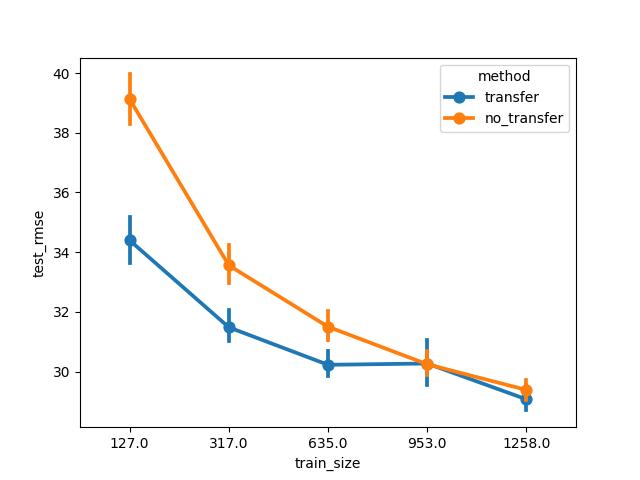 40
38
36
34
32
30
test_rmse
method
transfer
no_transfer
127.0 317.0 635.0 953.0 1258.0
train_size